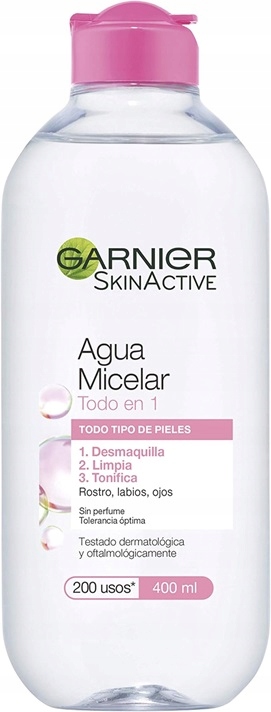 GARNIER
SKINACTIVE
Agua
Micelar
Todo en 1
TODO TIPO DE PIELES
1. Desmaquilla
2. Limpia
3. Tonifica
Rostro, labios, ojos
Sin perfume
Tolerancia óptima
Testado dermatológica
y oftalmológicamente
200 usos* 400 ml